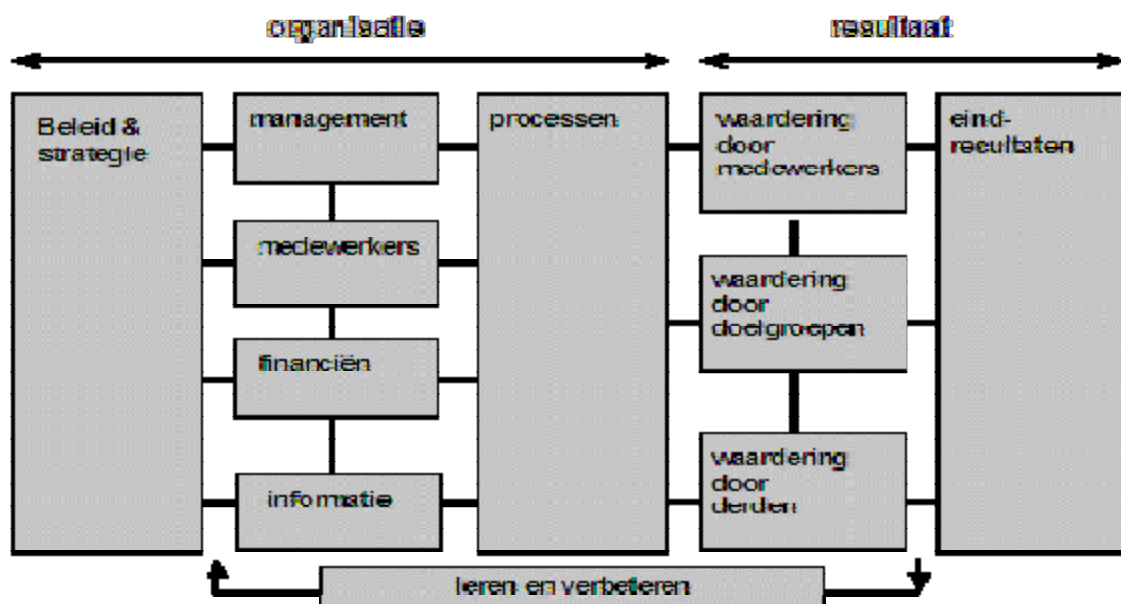 organisatie
resultaat
Beleid &
strategie
management
medewerkers
financiën
informatie
processen
waardering
door
medewerkers
waardering
door
doelgroepen
waardering
door
derden
eind-
resultaten
leren en verbeteren